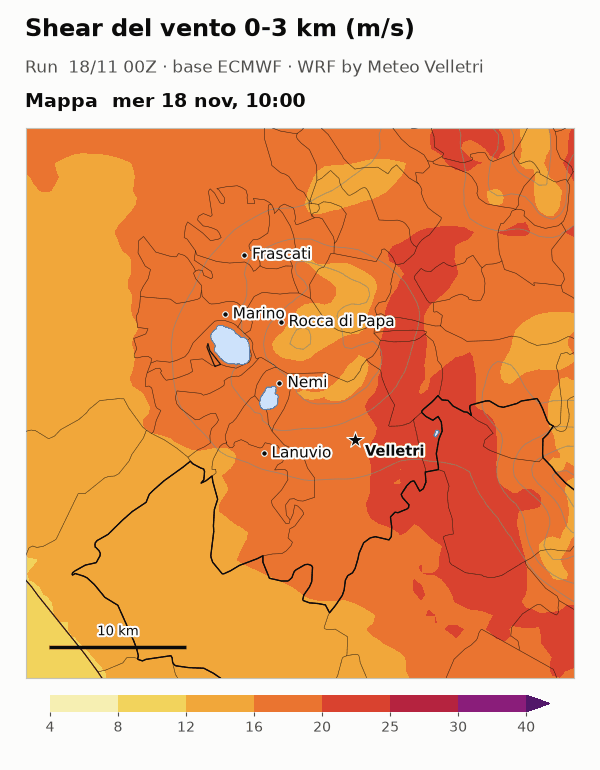 Shear del vento 0-3 km (m/s)
Run  18/11 00Z · base ECMWF · WRF by Meteo Velletri
Mappa  mer 18 nov, 10:00
Frascati
Marino
Rocca di Papa
Nemi
Velletri
Lanuvio
10 km
4 8 12 16 20 25 30 40